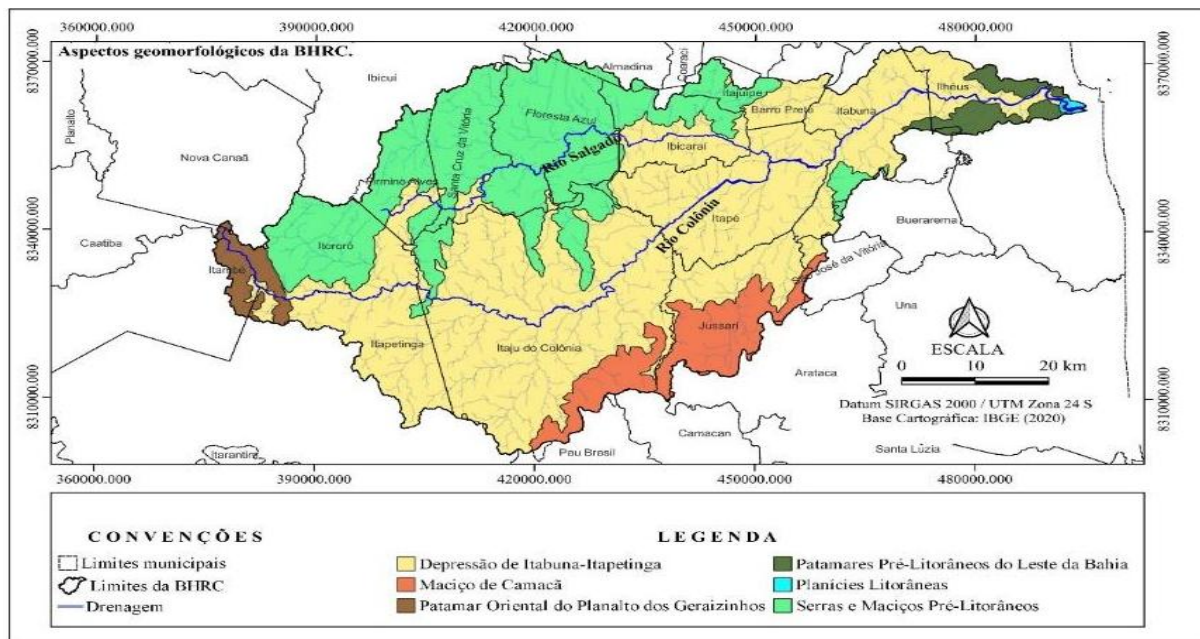 360000.000 390000.000 420000.000 450000.000 480000.000
Aspectos geomorfológicos da BHRC.
8370000.000
8340000.000
8310000.000
8370000.000
8340000.000
8310000.000
Planalto
Nova Canaã
Ibicui
Almadina
Coaraci
Itajuípe
Barro Preto
Itabuna
Ilhéus
Floresta Azul
Santa Cruz da Vitória
Firmino Alves
Rio Salgado
Ibicaraí
Rio Colônia
Itapé
Buerarema
Caatiba
Itororó
Itambé
São José da Vitória
Una
Jussari
Itapetinga
Itaju do Colônia
Arataca
Camacan
Pau Brasil
Itarantim
Santa Lúzia
ESCALA
0 10 20 km
Datum SIRGAS 2000 / UTM Zona 24 S
Base Cartográfica: IBGE (2020)
360000.000 390000.000 420000.000 450000.000 480000.000
CONVENÇÕES
Limites municipais
Limites da BHRC
Drenagem
LEGENDA
Depressão de Itabuna-Itapetinga
Maciço de Camacã
Patamar Oriental do Planalto dos Geraizinhos
Patamares Pré-Litorâneos do Leste da Bahia
Planícies Litorâneas
Serras e Maciços Pré-Litorâneos